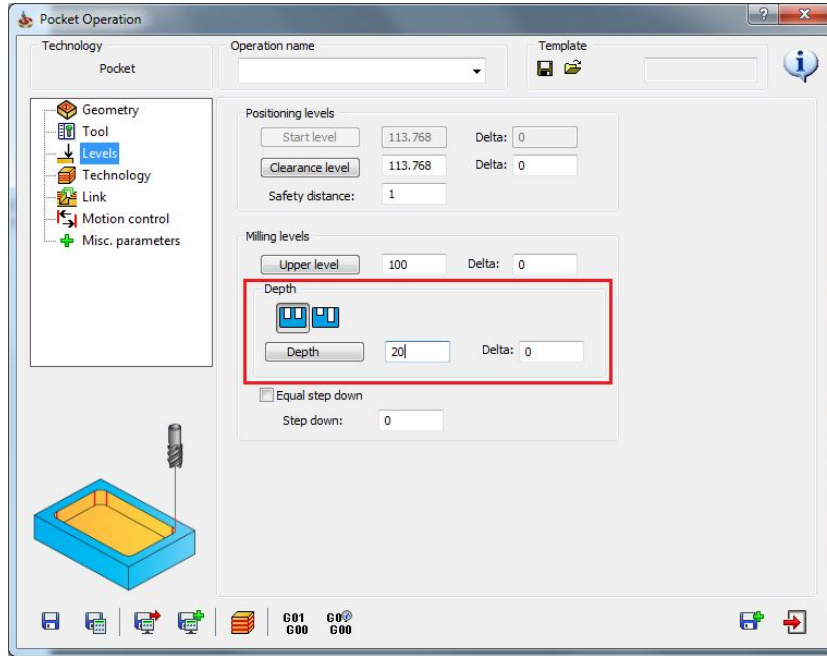 Pocket Operation
Technology
Pocket
Operation name
Template
Geometry
Tool
Levels
Technology
Link
Motion control
Misc. parameters
Positioning levels
Start level 113.768 Delta: 0
Clearance level 113.768 Delta: 0
Safety distance: 1
Milling levels
Upper level 100 Delta: 0
Depth
Depth 20 Delta: 0
Equal step down
Step down: 0
G01 G0
G00 G00